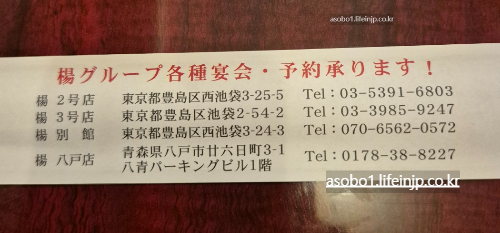 asobo1.lifeinjp.co.kr
楊グループ各種宴会・予約承ります！
楊 2号店 東京都豊島区西池袋3-25-5 Tel：03-5391-6803
楊 3号店 東京都豊島区池袋2-54-2 Tel：03-3985-9247
楊 別 館 東京都豊島区西池袋3-24-3 Tel：070-6562-0572
楊 八戸店 青森県八戸市廿六日町3-1 Tel：0178-38-8227
八青パーキングビル1階
asobo1.lifeinjp.co.kr